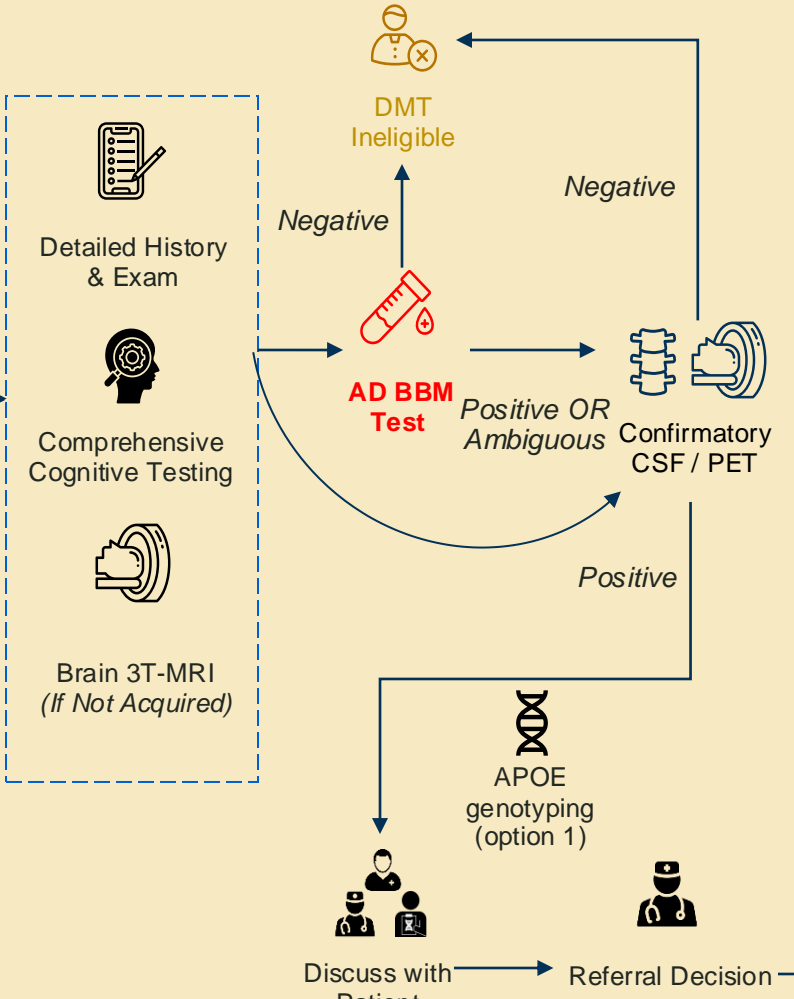 DMT
Ineligible
Negative
Negative
Detailed History
& Exam
AD BBM
Test
Positive OR
Ambiguous
Confirmatory
CSF / PET
Comprehensive
Cognitive Testing
Positive
Brain 3T-MRI
(If Not Acquired)
APOE
genotyping
(option 1)
Discuss with
Patient
Referral Decision